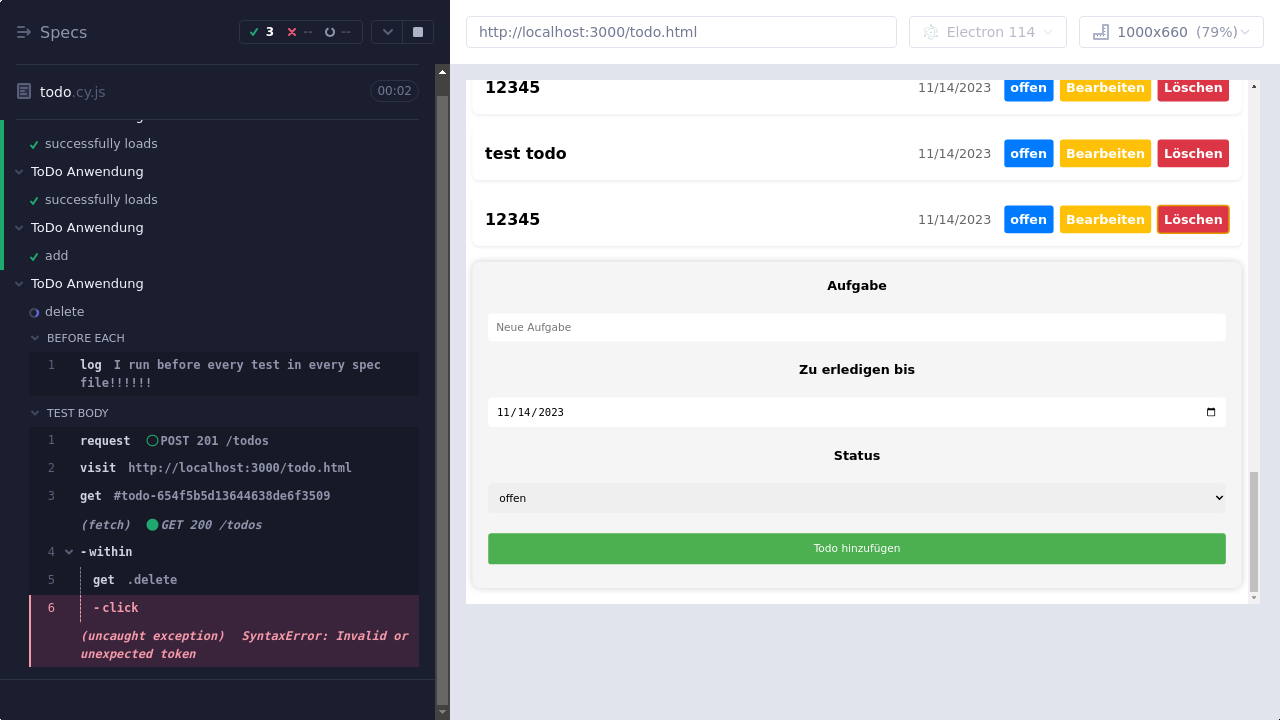 Specs
3
--
--
todo.cy.js
00:02
successfully loads
ToDo Anwendung
successfully loads
ToDo Anwendung
add
ToDo Anwendung
delete
BEFORE EACH
1 log I run before every test in every spec
file!!!!!!
TEST BODY
1 request POST 201 /todos
2 visit http://localhost:3000/todo.html
3 get #todo-654f5b5d13644638de6f3509
(fetch) GET 200 /todos
4 -within
5 get .delete
6 -click
(uncaught exception) SyntaxError: Invalid or
unexpected token
http://localhost:3000/todo.html
Electron 114
1000x660 (79%)
12345 11/14/2023 offen Bearbeiten Löschen
test todo 11/14/2023 offen Bearbeiten Löschen
12345 11/14/2023 offen Bearbeiten Löschen
Aufgabe
Neue Aufgabe
Zu erledigen bis
11/14/2023
Status
offen
Todo hinzufügen